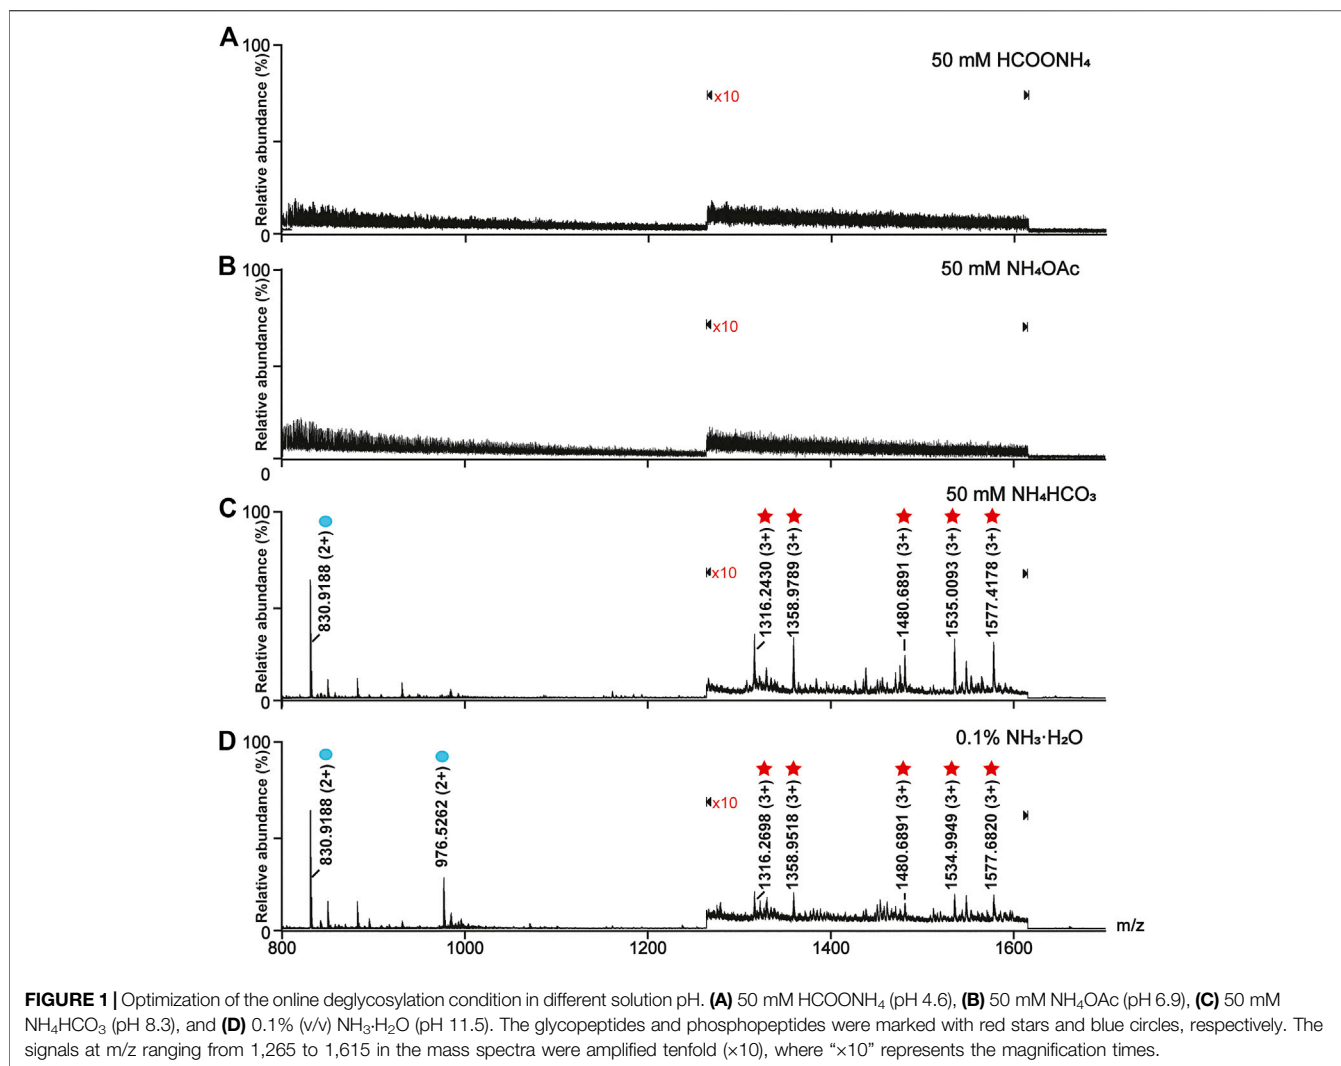 A
100
Relative abundance (%)
0
50 mM HCOONH₄
x10
B
100
Relative abundance (%)
0
50 mM NH₄OAc
x10
C
100
Relative abundance (%)
0
50 mM NH₄HCO₃
830.9188 (2+)
x10
1316.2430 (3+)
1358.9789 (3+)
1480.6891 (3+)
1535.0093 (3+)
1577.4178 (3+)
D
100
Relative abundance (%)
0
0.1% NH₃·H₂O
830.9188 (2+)
976.5262 (2+)
x10
1316.2698 (3+)
1358.9518 (3+)
1480.6891 (3+)
1534.9949 (3+)
1577.6820 (3+)
800 1000 1200 1400 1600 m/z
FIGURE 1 | Optimization of the online deglycosylation condition in different solution pH. (A) 50 mM HCOONH₄ (pH 4.6), (B) 50 mM NH₄OAc (pH 6.9), (C) 50 mM
NH₄HCO₃ (pH 8.3), and (D) 0.1% (v/v) NH₃·H₂O (pH 11.5). The glycopeptides and phosphopeptides were marked with red stars and blue circles, respectively. The
signals at m/z ranging from 1,265 to 1,615 in the mass spectra were amplified tenfold (×10), where “×10” represents the magnification times.